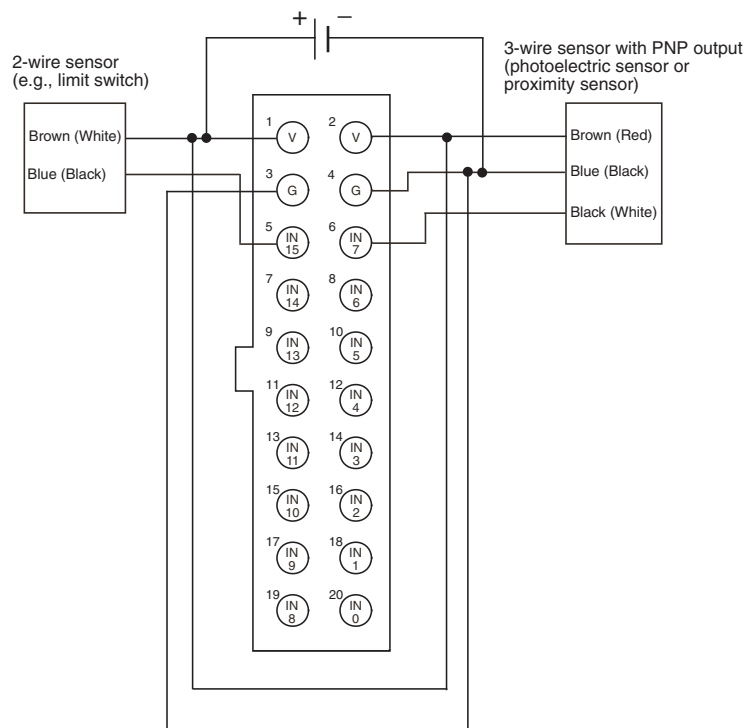 + −
2-wire sensor
(e.g., limit switch)
3-wire sensor with PNP output
(photoelectric sensor or
proximity sensor)
Brown (White)
Blue (Black)
1 V 2 V
3 G 4 G
5 IN 15 6 IN 7
7 IN 14 8 IN 6
9 IN 13 10 IN 5
11 IN 12 12 IN 4
13 IN 11 14 IN 3
15 IN 10 16 IN 2
17 IN 9 18 IN 1
19 IN 8 20 IN 0
Brown (Red)
Blue (Black)
Black (White)